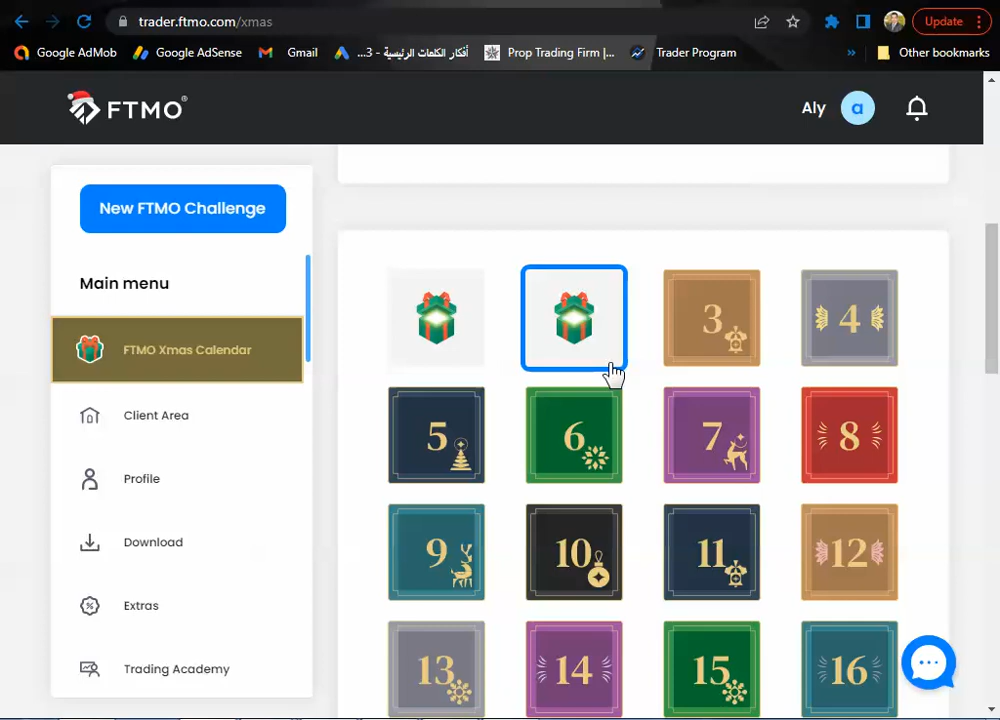 trader.ftmo.com/xmas
Update
Google AdMob
Google AdSense
Gmail
أفكار الكلمات الرئيسية - 3...
Prop Trading Firm |...
Trader Program
»
Other bookmarks
FTMO®
Aly
a
New FTMO Challenge
Main menu
FTMO Xmas Calendar
Client Area
Profile
Download
Extras
Trading Academy
3
4
5
6
7
8
9
10
11
12
13
14
15
16